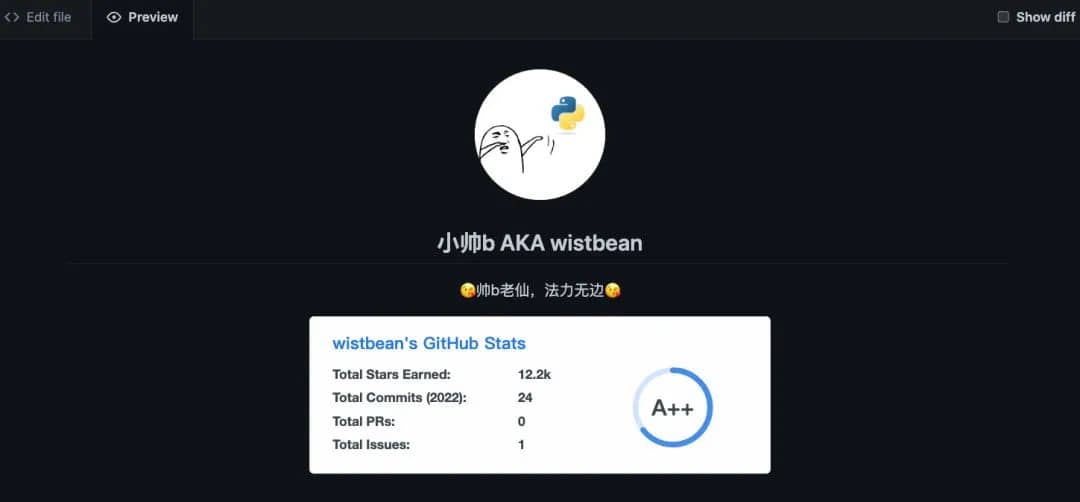 <> Edit file
Preview
Show diff
小帅b AKA wistbean
😘帅b老仙，法力无边😘
wistbean's GitHub Stats
Total Stars Earned: 12.2k
Total Commits (2022): 24
Total PRs: 0
Total Issues: 1
A++